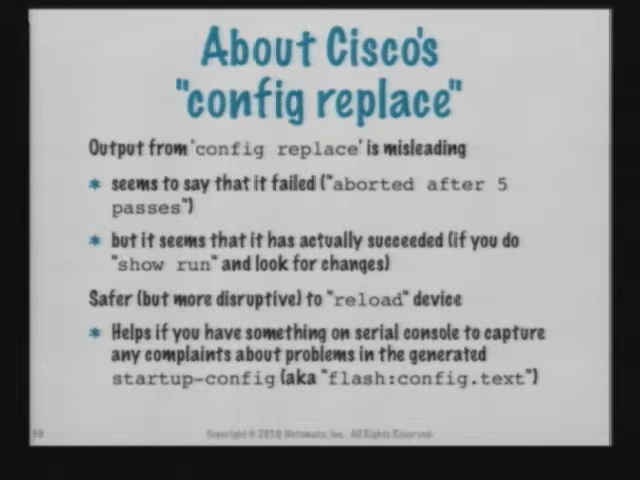 About Cisco's
"config replace"
Output from 'config replace' is misleading
* seems to say that it failed ("aborted after 5
passes")
* but it seems that it has actually succeeded (if you do
"show run" and look for changes)
Safer (but more disruptive) to "reload" device
* Helps if you have something on serial console to capture
any complaints about problems in the generated
startup-config (aka "flash:config.text")
Copyright © 2010 Netomata, Inc. All Rights Reserved.